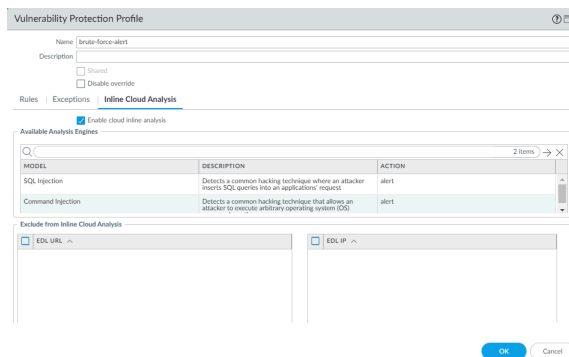 Vulnerability Protection Profile
Name brute-force-alert
Description
Shared
Disable override
Rules | Exceptions | Inline Cloud Analysis
Enable cloud inline analysis
Available Analysis Engines
2 items
MODEL DESCRIPTION ACTION
SQL Injection Detects a common hacking technique where an attacker inserts SQL queries into an applications' request alert
Command Injection Detects a common hacking technique that allows an attacker to execute arbitrary operating system (OS) alert
Exclude from Inline Cloud Analysis
EDL URL EDL IP
OK Cancel